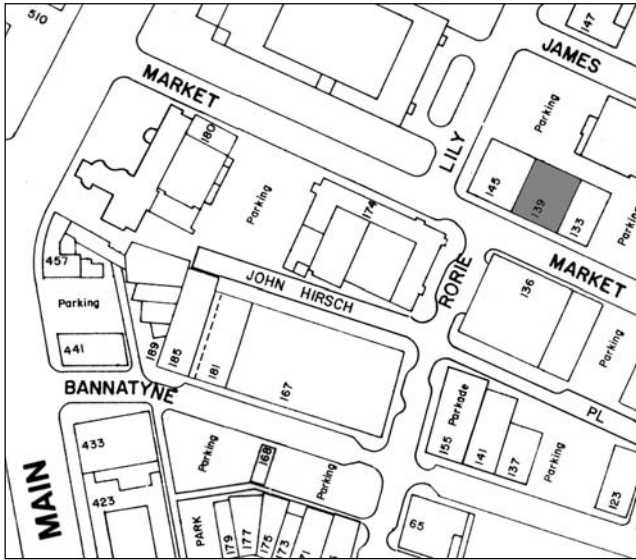 510
147
JAMES
MARKET
Parking
180
LILY
145
139
133
Parking
174
Parking
457
JOHN HIRSCH
RORIE
MARKET
136
Parking
Parking
441
189
185
181
167
BANNATYNE
PL
Parkade
155
141
137
Parking
123
433
Parking
168
Parking
MAIN
423
PARK
179
177
175
173
71
65